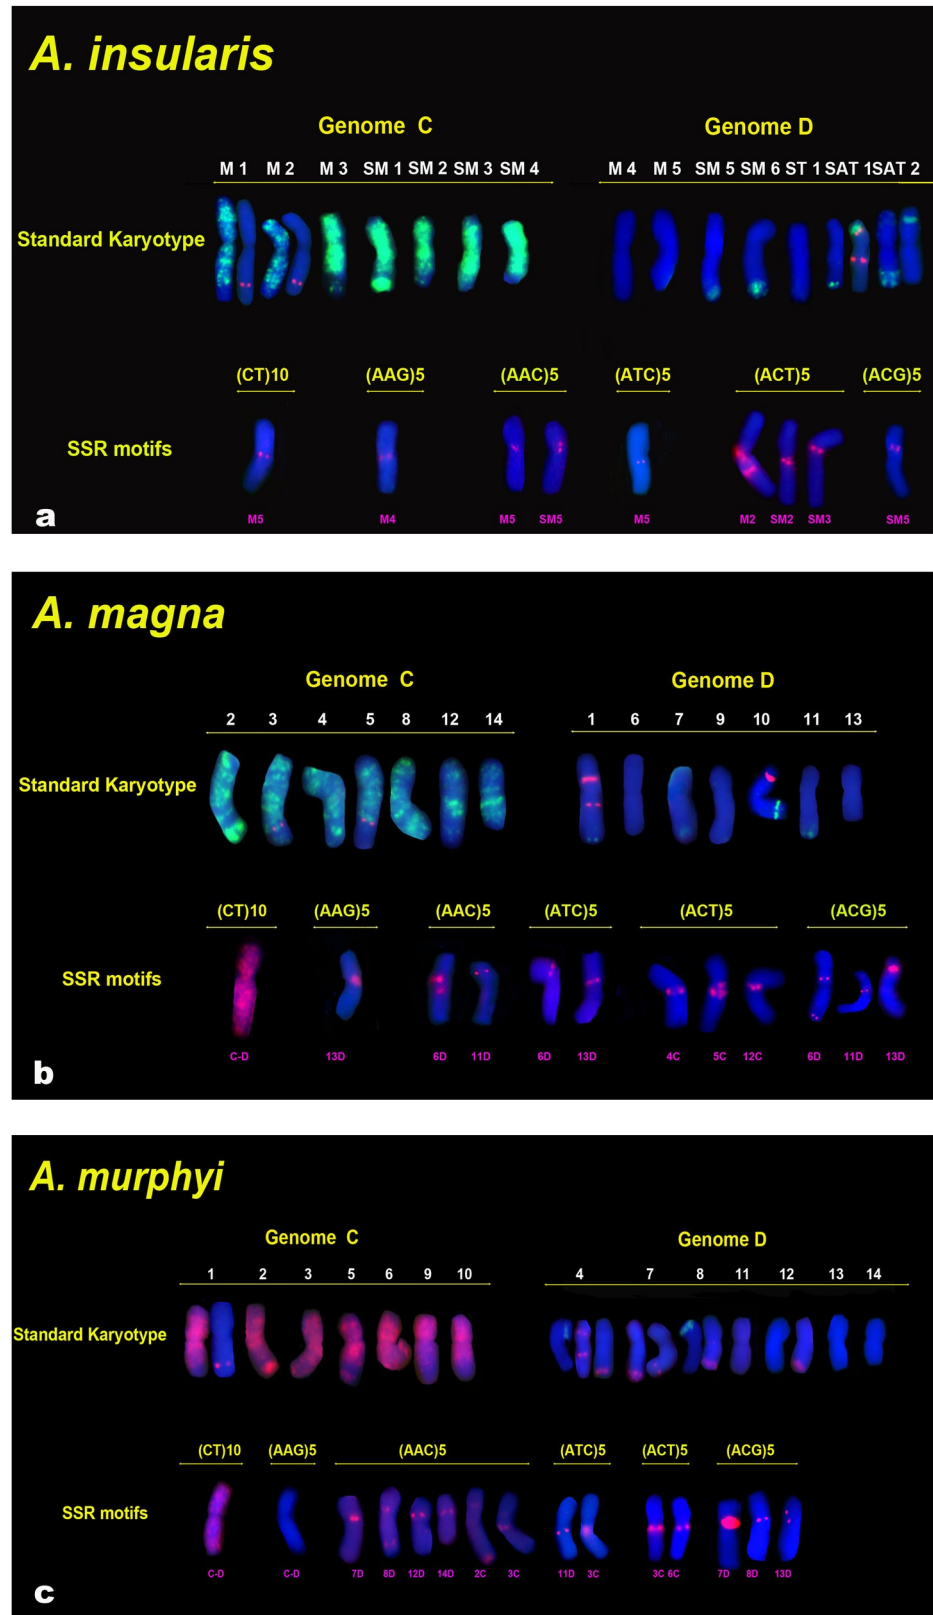 A. insularis
Genome C Genome D
M 1 M 2 M 3 SM 1 SM 2 SM 3 SM 4 M 4 M 5 SM 5 SM 6 ST 1 SAT 1 SAT 2
Standard Karyotype
(CT)10 (AAG)5 (AAC)5 (ATC)5 (ACT)5 (ACG)5
SSR motifs
M5 M4 M5 SM5 M5 M2 SM2 SM3 SM5
a
A. magna
Genome C Genome D
2 3 4 5 8 12 14 1 6 7 9 10 11 13
Standard Karyotype
(CT)10 (AAG)5 (AAC)5 (ATC)5 (ACT)5 (ACG)5
SSR motifs
C-D 13D 6D 11D 6D 13D 4C 5C 12C 6D 11D 13D
b
A. murphyi
Genome C Genome D
1 2 3 5 6 9 10 4 7 8 11 12 13 14
Standard Karyotype
(CT)10 (AAG)5 (AAC)5 (ATC)5 (ACT)5 (ACG)5
SSR motifs
C-D C-D 7D 8D 12D 14D 2C 3C 11D 3C 3C 6C 7D 8D 13D
c